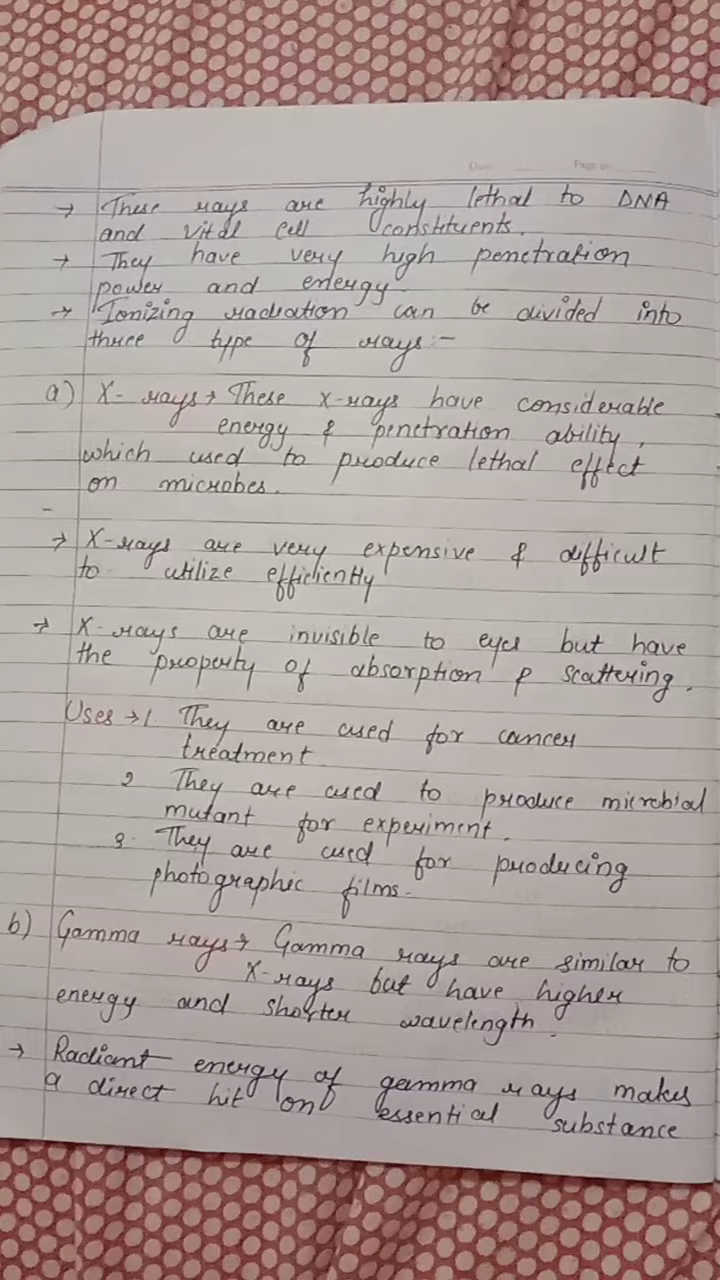 Page no
→ These rays are highly lethal to DNA
and vital cell constituents.
→ They have very high penetration
power and energy.
→ Ionizing radiation can be divided into
three type of rays:-
a) X-rays → These x-rays have considerable
energy & penetration ability,
which used to produce lethal effect
on microbes.
→ X-rays are very expensive & difficult
to utilize efficiently
→ X-rays are invisible to eyes but have
the property of absorption & scattering.
Uses → 1. They are used for cancer
treatment
2 They are used to produce microbial
mutant for experiment.
3. They are used for producing
photographic films.
b) Gamma rays → Gamma rays are similar to
X-rays but have higher
energy and shorter wavelength.
→ Radiant energy of gamma rays makes
a direct hit on essential substance